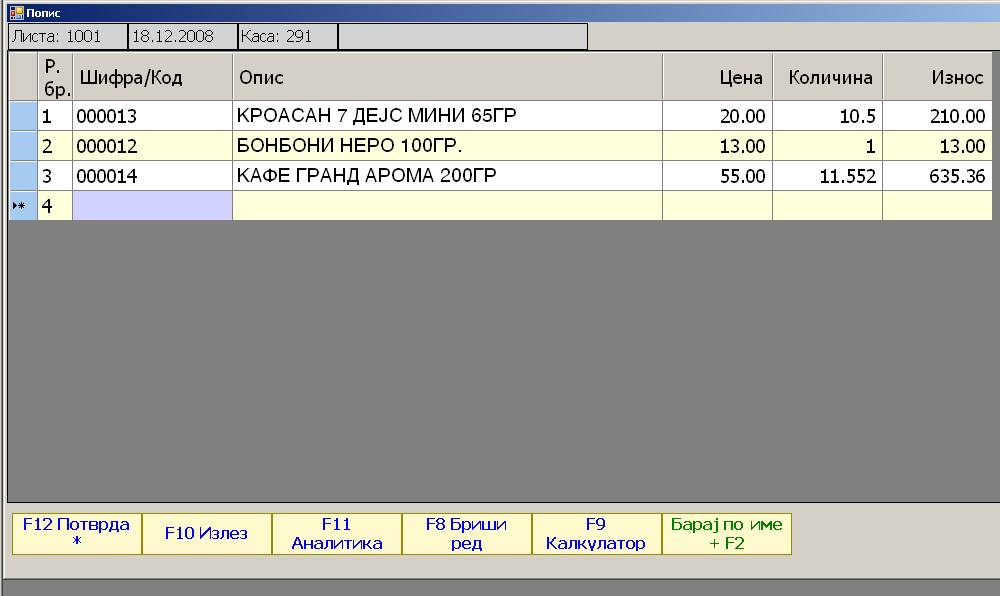 Попис
Листа: 1001 18.12.2008 Каса: 291
Р. бр. Шифра/Код Опис Цена Количина Износ
1 000013 КРОАСАН 7 ДЕЈС МИНИ 65ГР 20.00 10.5 210.00
2 000012 БОНБОНИ НЕРО 100ГР. 13.00 1 13.00
3 000014 КАФЕ ГРАНД АРОМА 200ГР 55.00 11.552 635.36
4
F12 Потврда *
F10 Излез
F11 Аналитика
F8 Бриши ред
F9 Калкулатор
Барај по име + F2